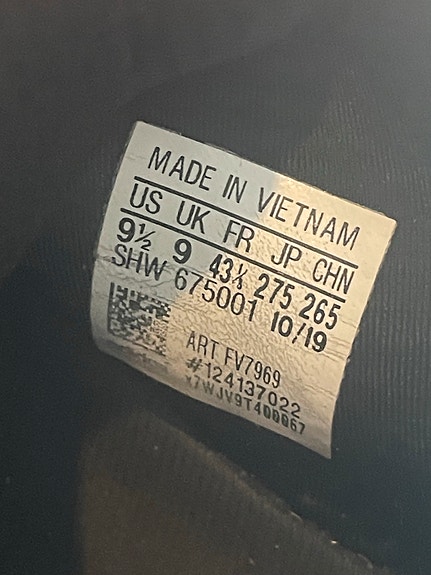 MADE IN VIETNAM
US UK FR JP CHN
9½ 9 43⅓ 275 265
SHW 675001 10/19
ART FV7969
#124137022